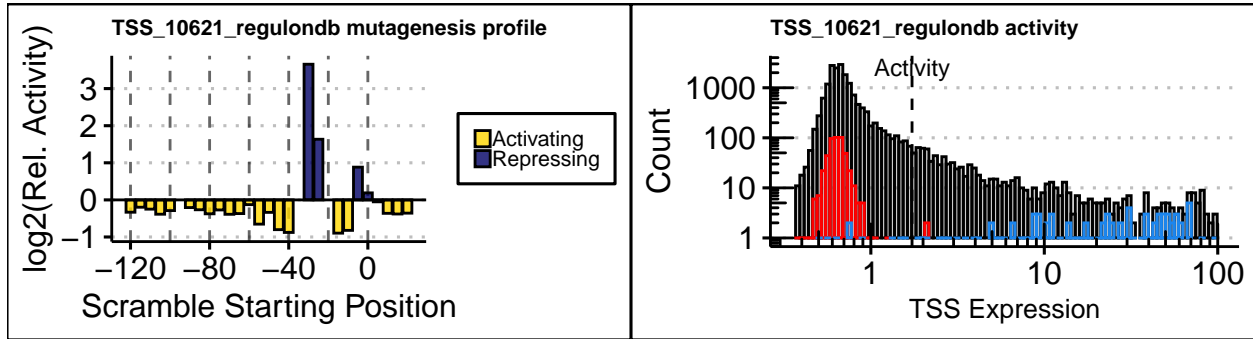 TSS_10621_regulondb mutagenesis profile
log2(Rel. Activity)
3
2
1
0
−1
−120
−80
−40
0
Scramble Starting Position
Activating
Repressing
TSS_10621_regulondb activity
Activity
Count
1000
100
10
1
1
10
100
TSS Expression